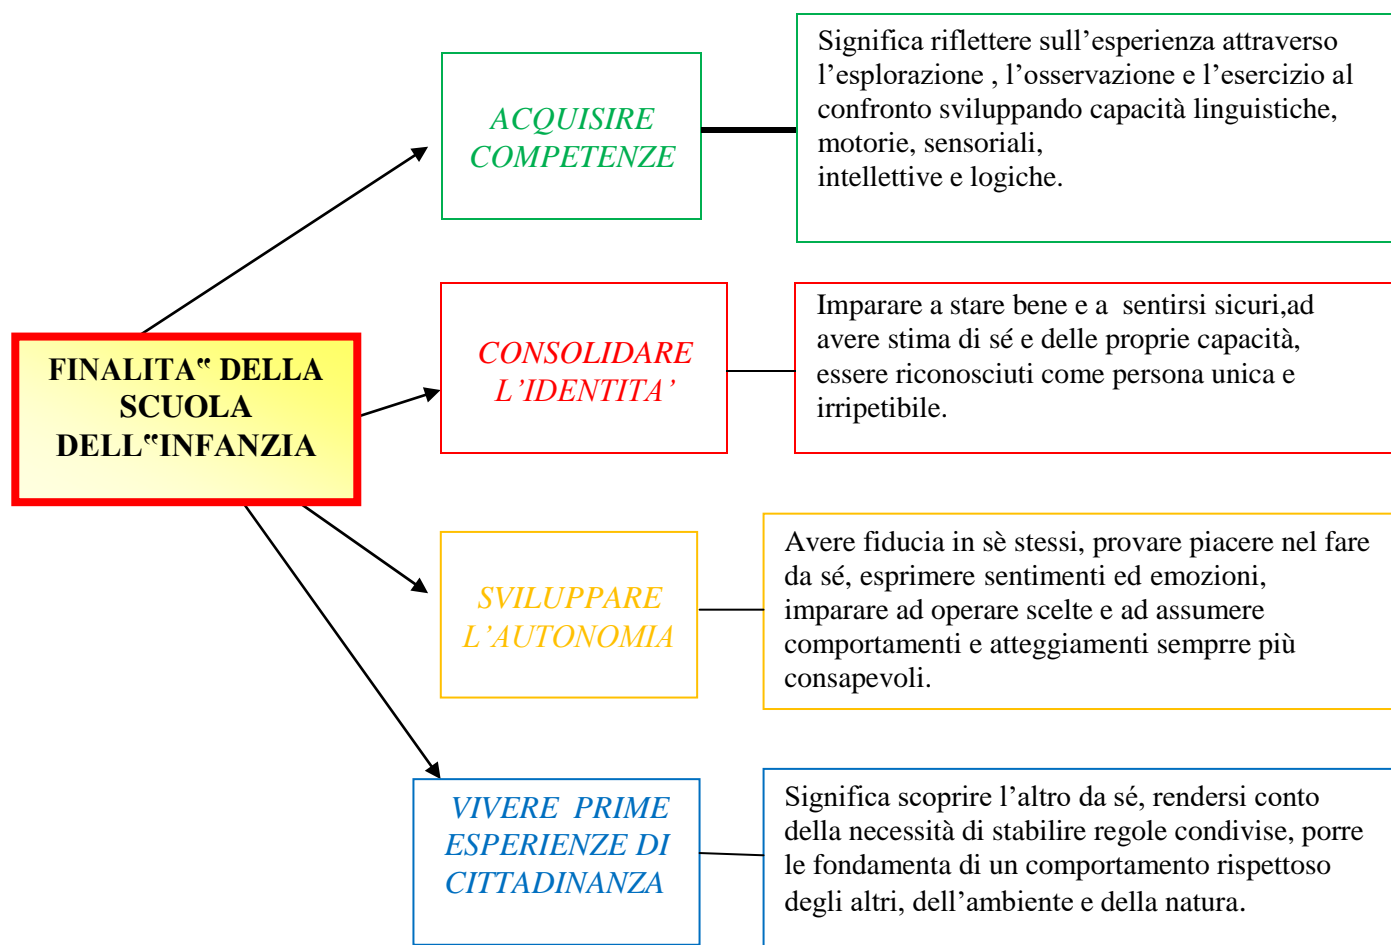 FINALITA‟ DELLA
SCUOLA
DELL‟INFANZIA
ACQUISIRE
COMPETENZE
Significa riflettere sull’esperienza attraverso
l’esplorazione , l’osservazione e l’esercizio al
confronto sviluppando capacità linguistiche,
motorie, sensoriali,
intellettive e logiche.
CONSOLIDARE
L’IDENTITA’
Imparare a stare bene e a  sentirsi sicuri,ad
avere stima di sé e delle proprie capacità,
essere riconosciuti come persona unica e
irripetibile.
SVILUPPARE
L’AUTONOMIA
Avere fiducia in sè stessi, provare piacere nel fare
da sé, esprimere sentimenti ed emozioni,
imparare ad operare scelte e ad assumere
comportamenti e atteggiamenti semprre più
consapevoli.
VIVERE  PRIME
ESPERIENZE DI
CITTADINANZA
Significa scoprire l’altro da sé, rendersi conto
della necessità di stabilire regole condivise, porre
le fondamenta di un comportamento rispettoso
degli altri, dell’ambiente e della natura.